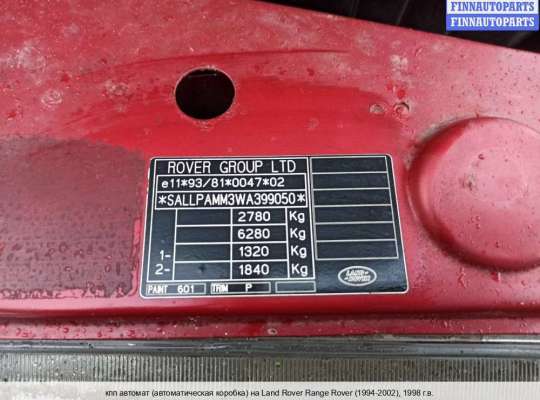 FINNAUTOPARTS
FINNAUTOPARTS
ROVER GROUP LTD
e11*93/81*0047*02
*SALLPAMM3WA399050*
2780 Kg
6280 Kg
1- 1320 Kg
2- 1840 Kg
PAINT 601 TRIM P
LAND-
ROVER
кпп автомат (автоматическая коробка) на Land Rover Range Rover (1994-2002), 1998 г.в.